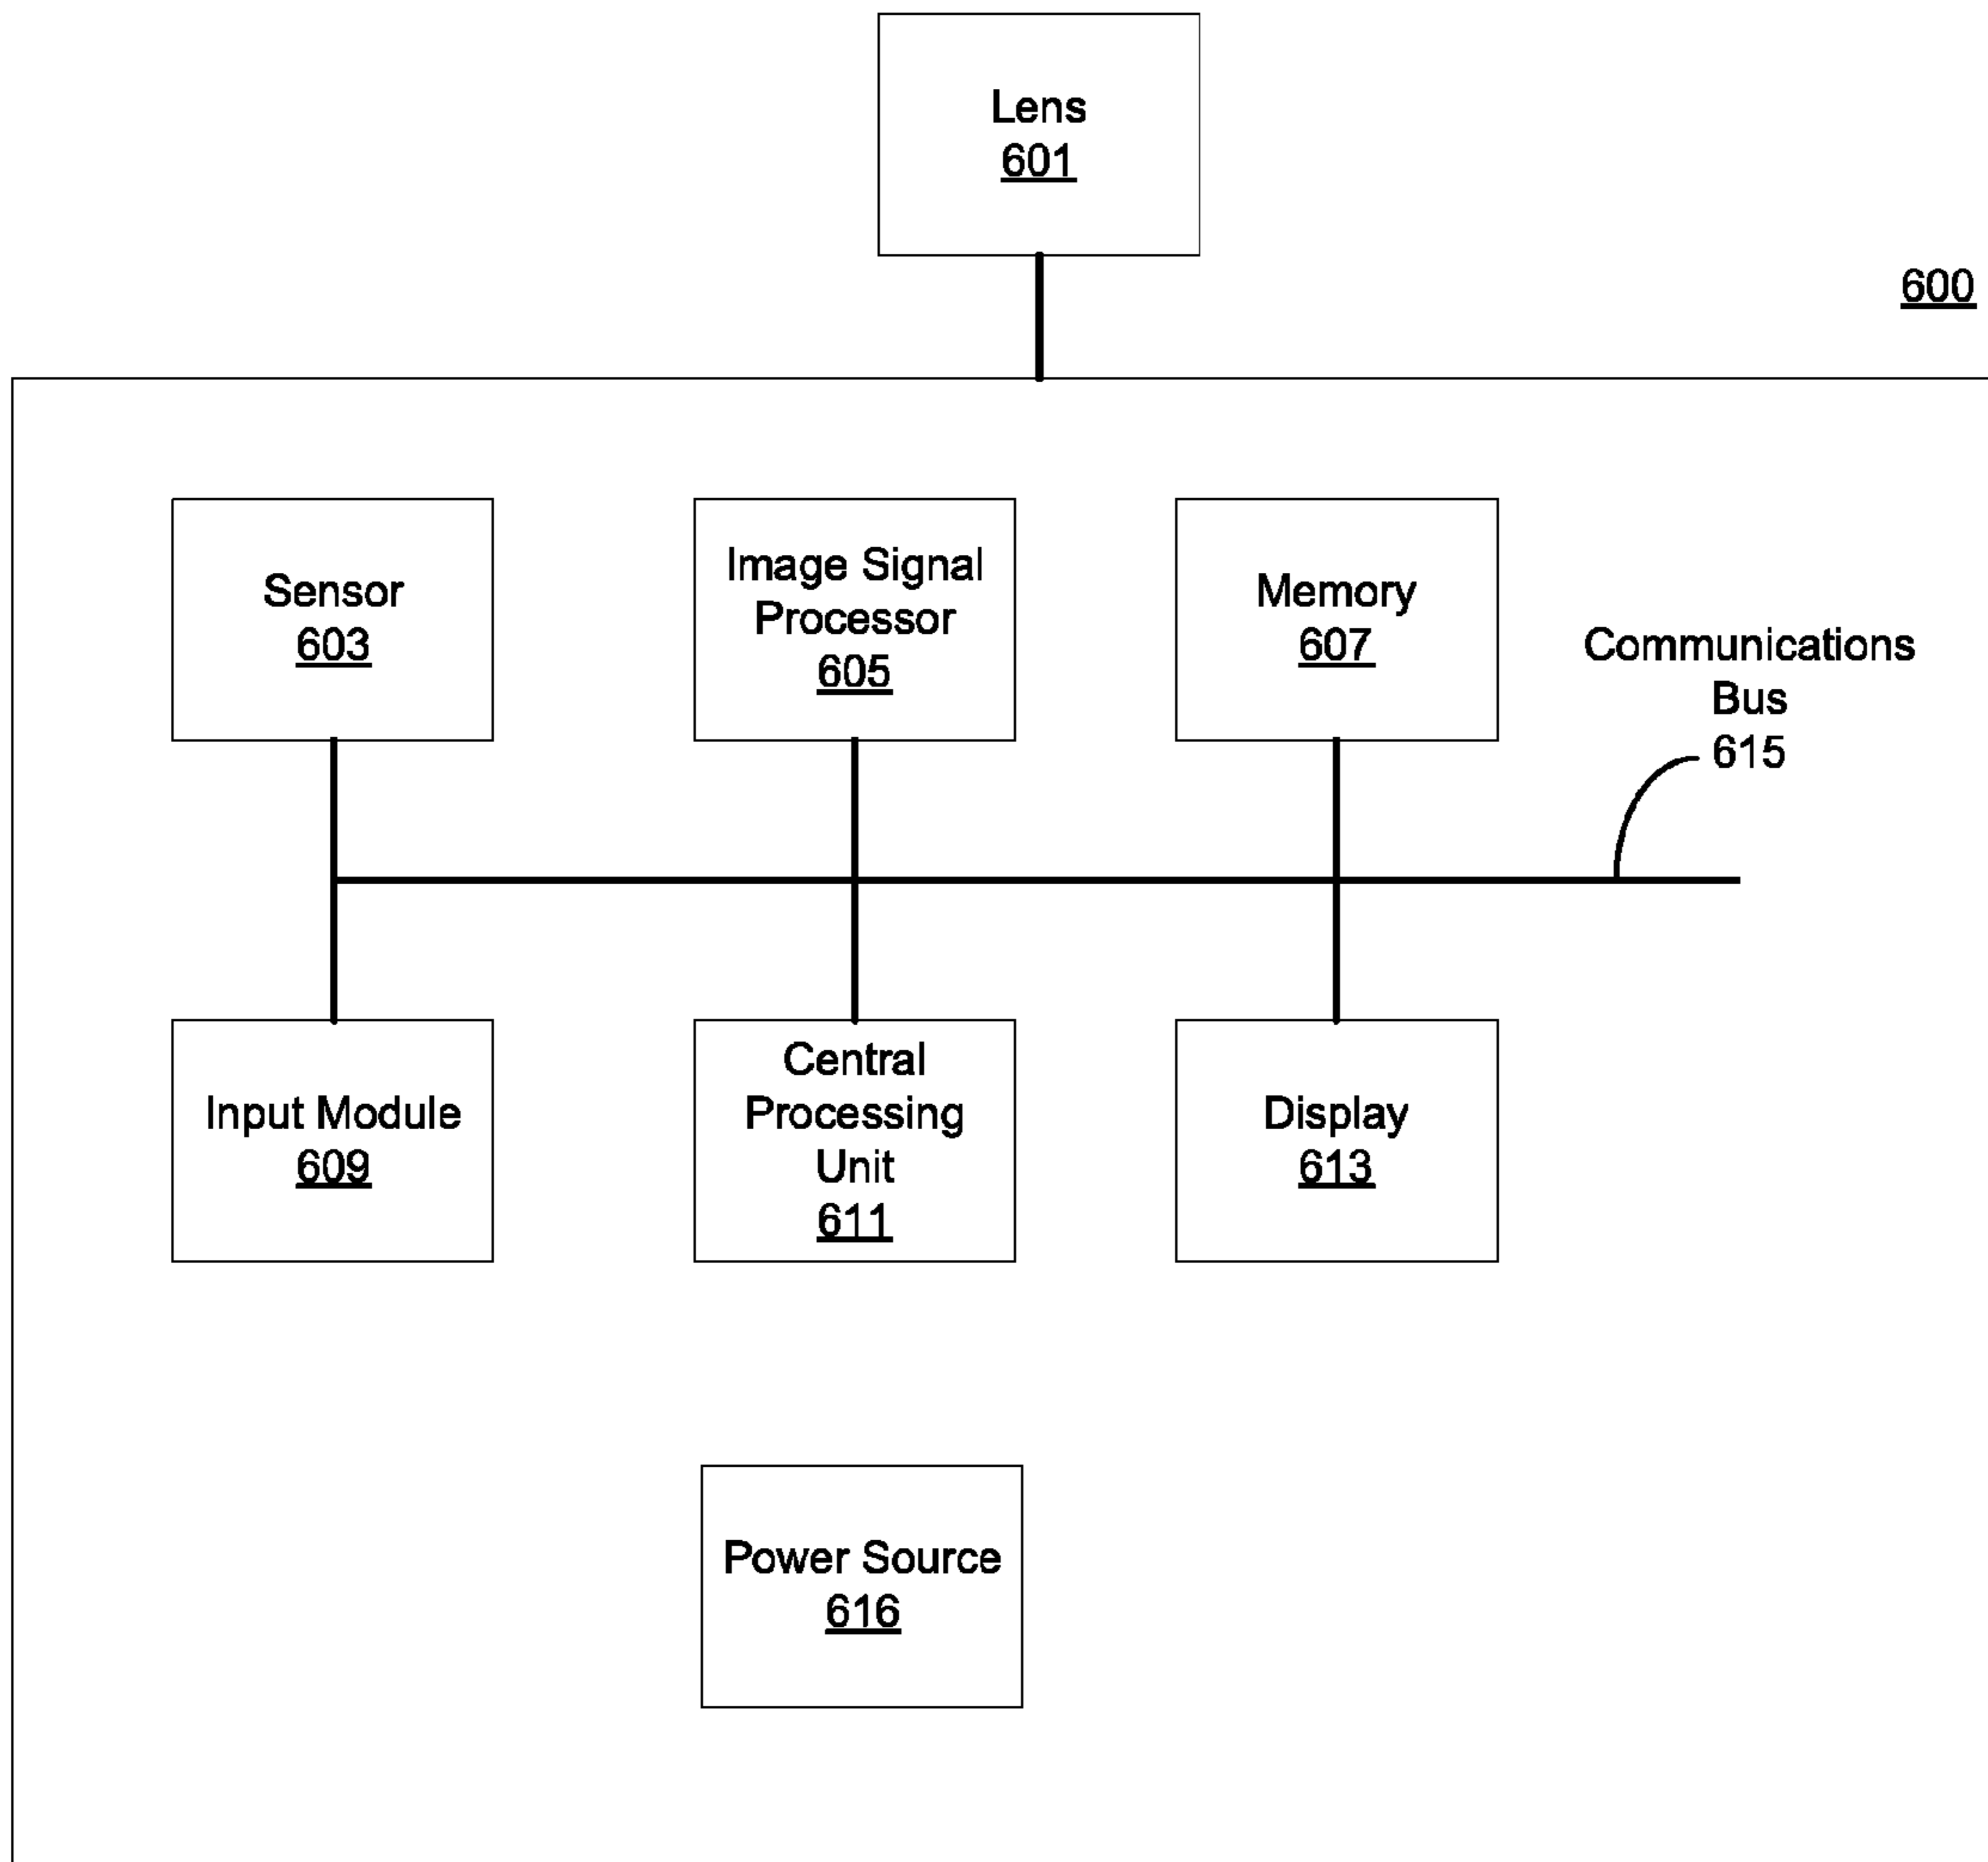 Lens
601
600
Sensor
603
Image Signal
Processor
605
Memory
607
Communications
Bus
615
Input Module
609
Central
Processing
Unit
611
Display
613
Power Source
616